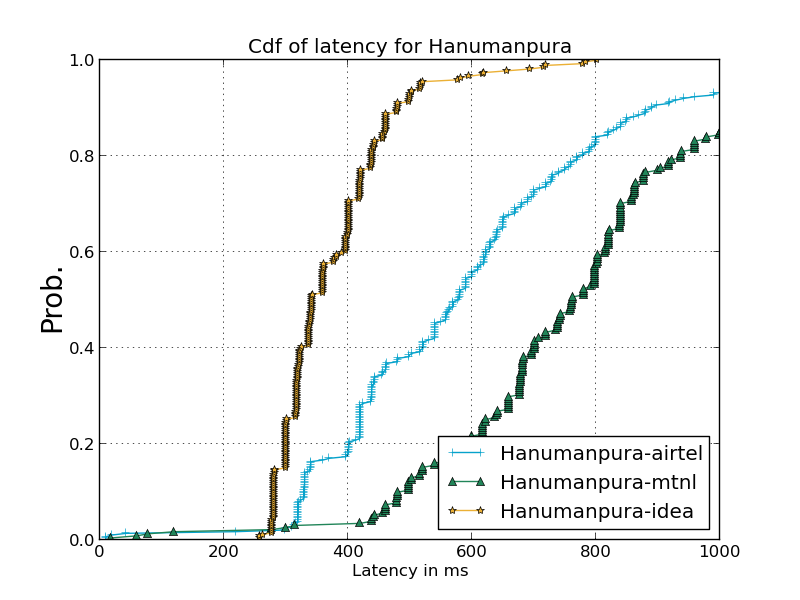 Cdf of latency for Hanumanpura
1.0
0.8
0.6
0.4
0.2
0.0
Prob.
Hanumanpura-airtel
Hanumanpura-mtnl
Hanumanpura-idea
0 200 400 600 800 1000
Latency in ms